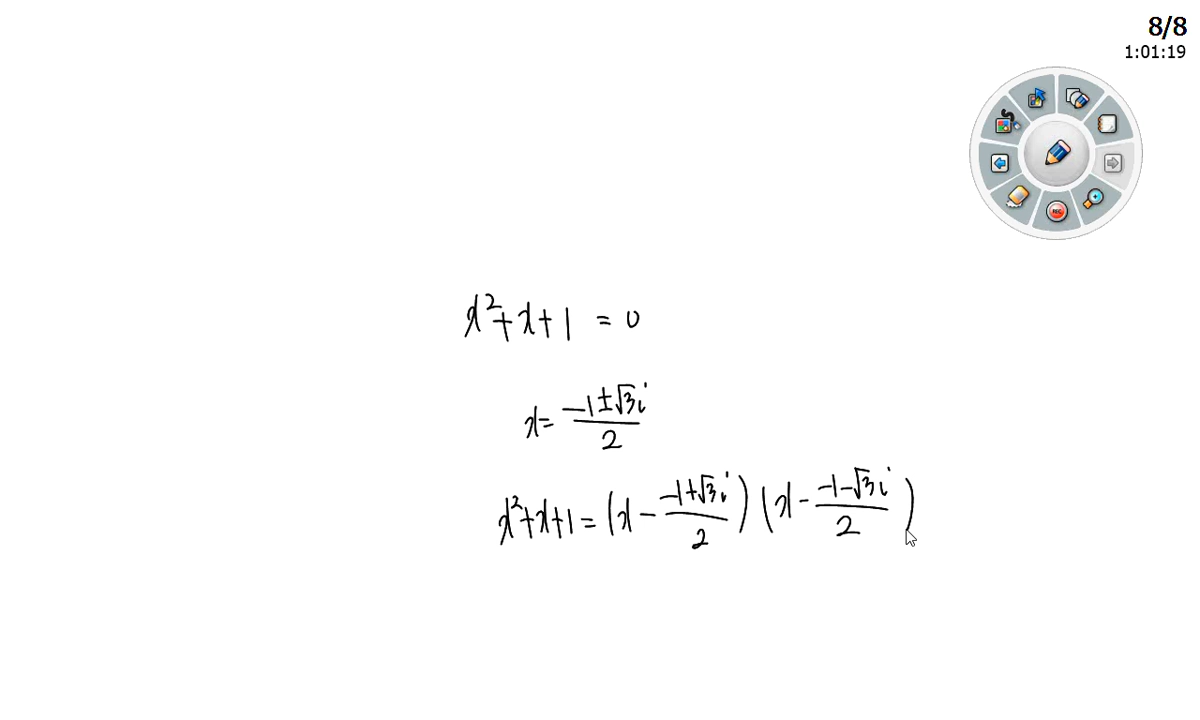 8/8
1:01:19
REC
x²+x+1 = 0
x= (-1±√3i)/2
x²+x+1 = (x - (-1+√3i)/2) (x - (-1-√3i)/2)